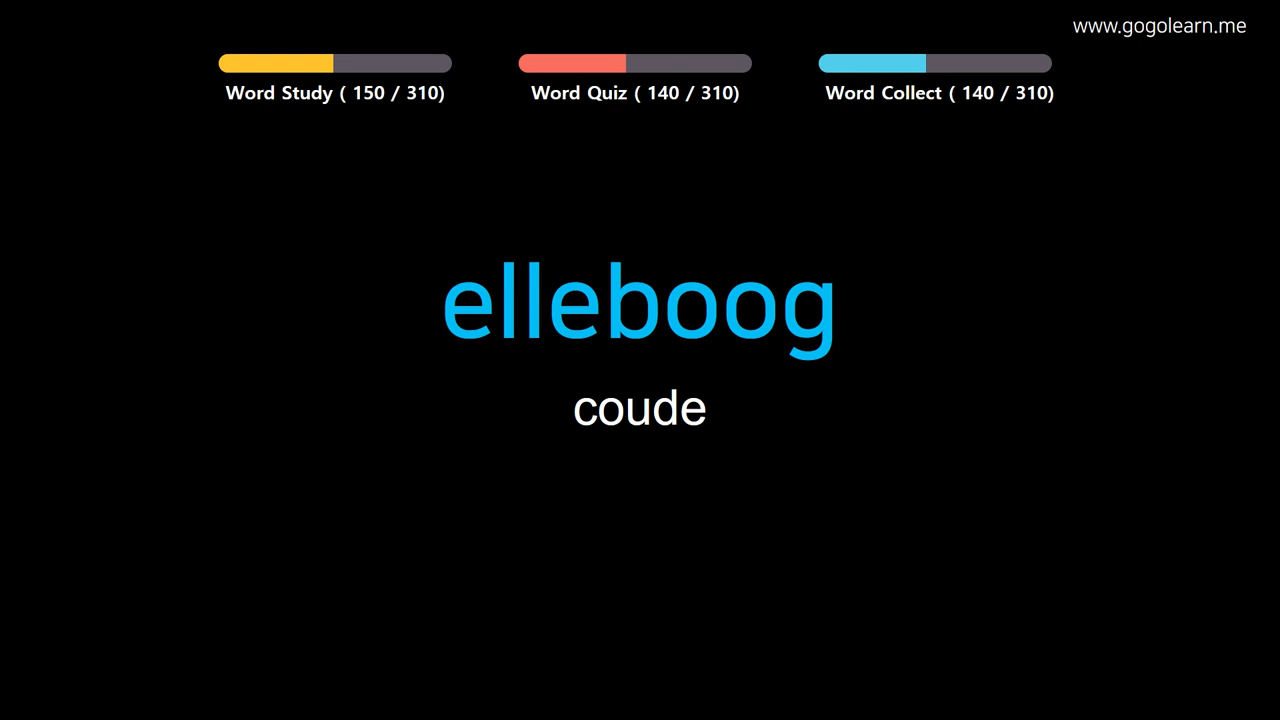 www.gogolearn.me
Word Study ( 150 / 310)
Word Quiz ( 140 / 310)
Word Collect ( 140 / 310)
elleboog
coude